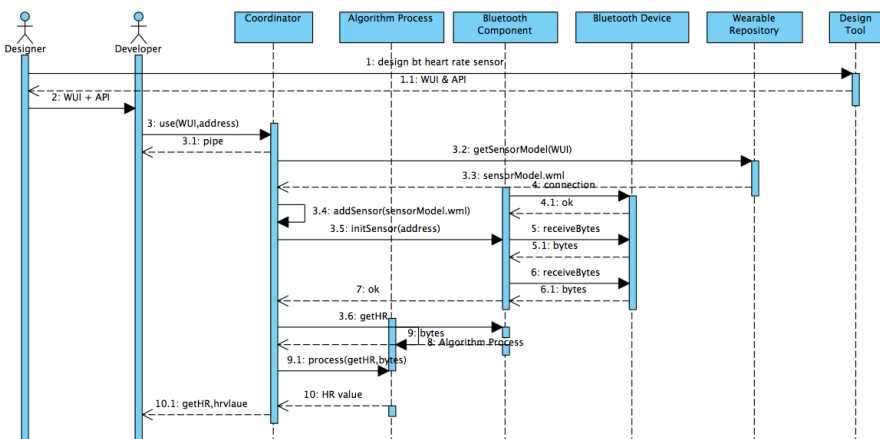 Designer
Developer
Coordinator
Algorithm Process
Bluetooth
Component
Bluetooth Device
Wearable
Repository
Design
Tool
1: design bt heart rate sensor
1.1: WUI & API
2: WUI + API
3: use(WUI,address)
3.1: pipe
3.2: getSensorModel(WUI)
3.3: sensorModel.wml
4: connection
4.1: ok
3.4: addSensor(sensorModel.wml)
3.5: initSensor(address)
5: receiveBytes
5.1: bytes
6: receiveBytes
6.1: bytes
7: ok
3.6: getHR
9: bytes
8: Algorithm Process
9.1: process(getHR,bytes)
10: HR value
10.1: getHR,hrvlaue